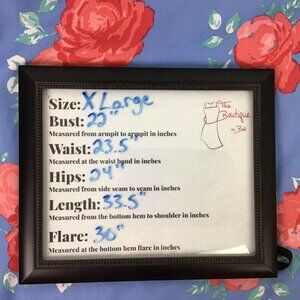 Size: X Large
Bust: 22"
Measured from armpit to armpit in inches
Waist: 23.5"
Measured at the waist band in inches
Hips: 24"
Measured from side seam to seam in inches
Length: 33.5"
Measured from the bottom hem to shoulder in inches
Flare: 30"
Measured at the bottom hem flare in inches
The
Boutique